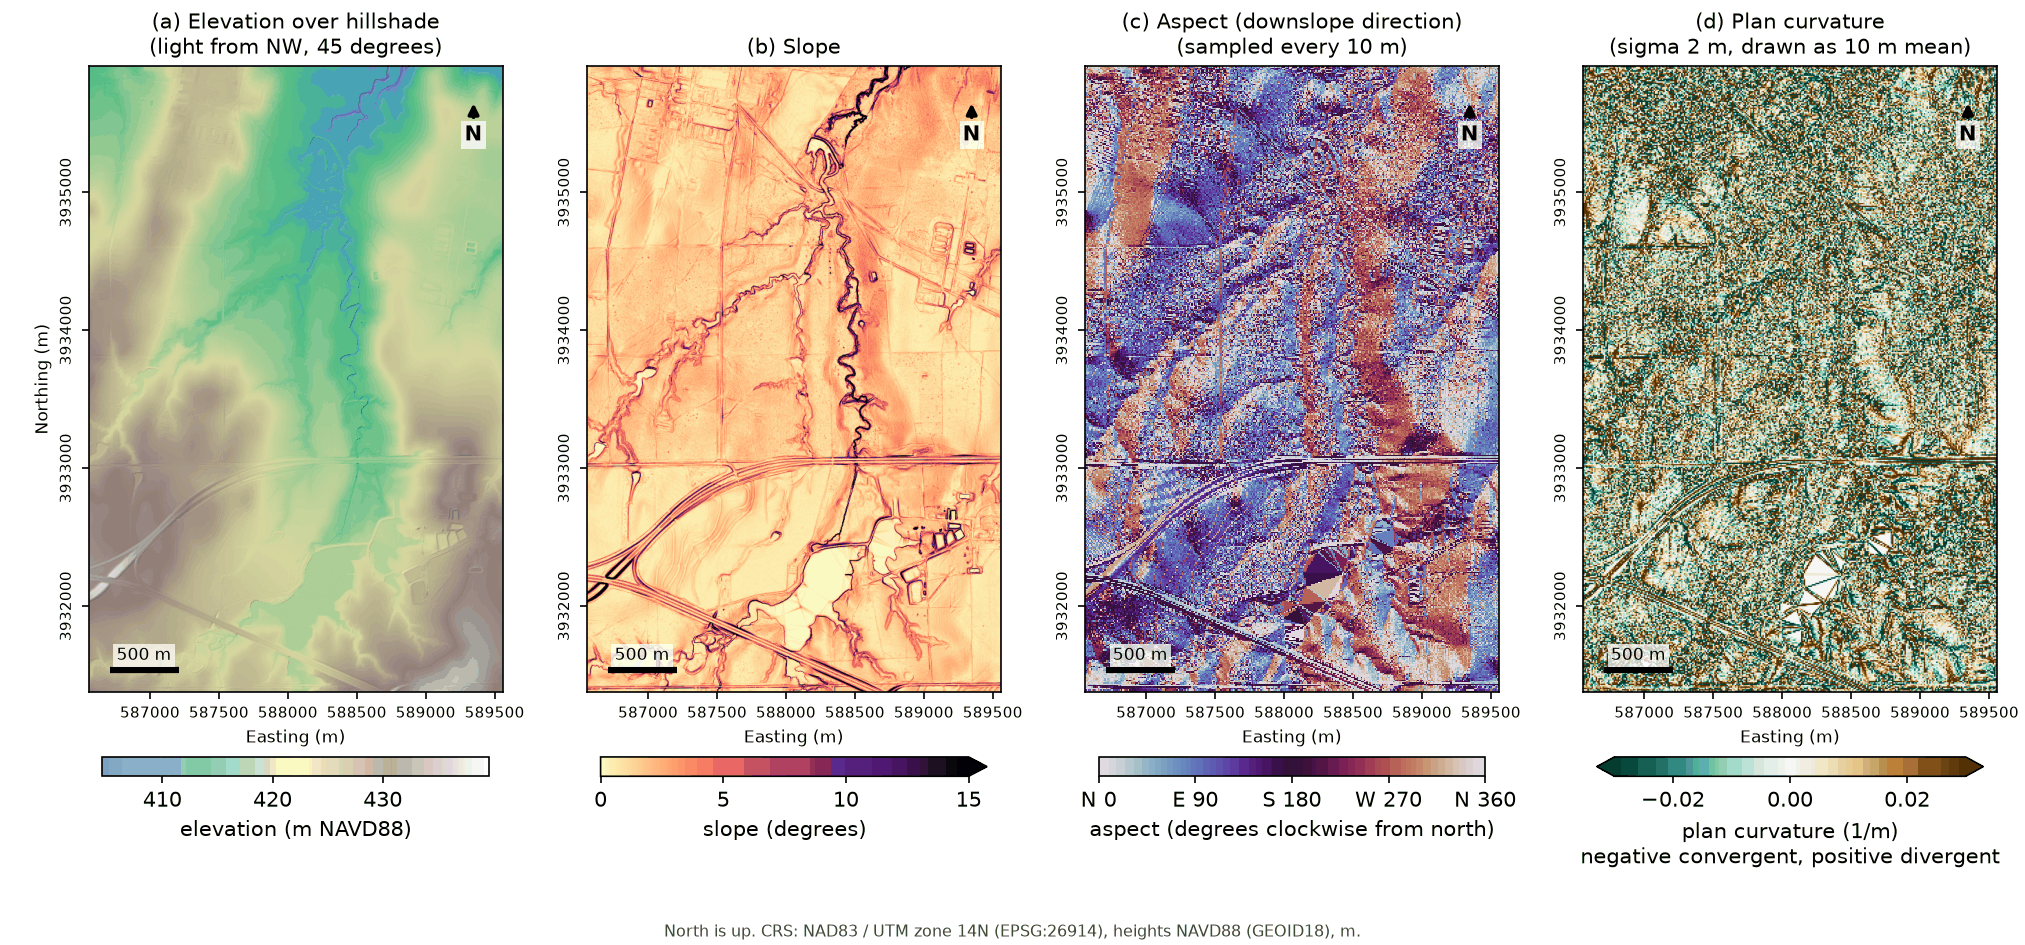 (a) Elevation over hillshade
(light from NW, 45 degrees)
N
500 m
Northing (m)
3935000
3934000
3933000
3932000
587000 587500 588000 588500 589000 589500
Easting (m)
410 420 430
elevation (m NAVD88)
(b) Slope
N
500 m
3935000
3934000
3933000
3932000
587000 587500 588000 588500 589000 589500
Easting (m)
0 5 10 15
slope (degrees)
(c) Aspect (downslope direction)
(sampled every 10 m)
N
500 m
3935000
3934000
3933000
3932000
587000 587500 588000 588500 589000 589500
Easting (m)
N 0 E 90 S 180 W 270 N 360
aspect (degrees clockwise from north)
(d) Plan curvature
(sigma 2 m, drawn as 10 m mean)
N
500 m
3935000
3934000
3933000
3932000
587000 587500 588000 588500 589000 589500
Easting (m)
−0.02 0.00 0.02
plan curvature (1/m)
negative convergent, positive divergent
North is up. CRS: NAD83 / UTM zone 14N (EPSG:26914), heights NAVD88 (GEOID18), m.